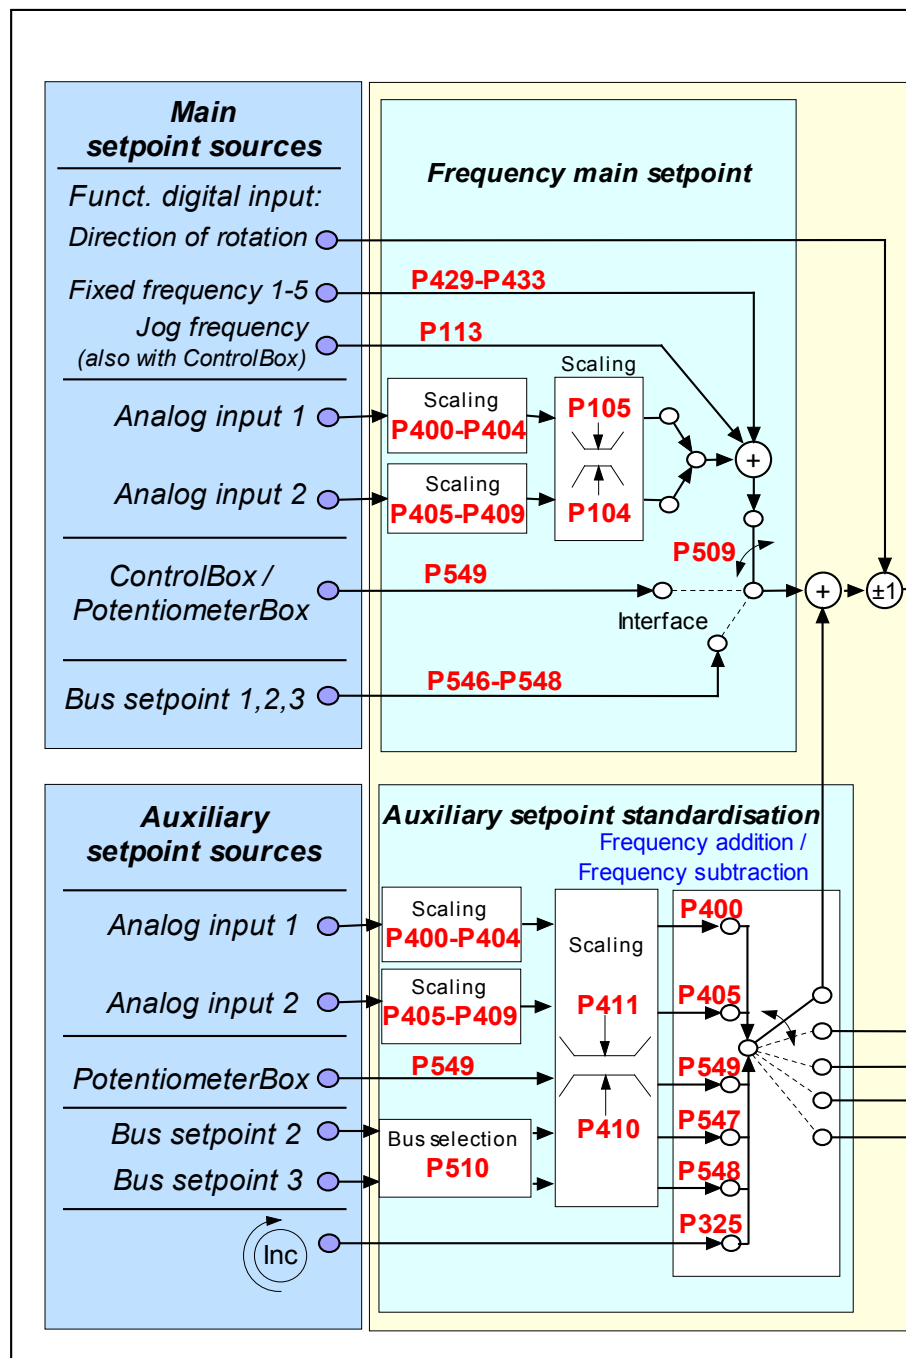 Main
setpoint sources
Funct. digital input:
Direction of rotation
Fixed frequency 1-5
Jog frequency
(also with ControlBox)
Analog input 1
Analog input 2
ControlBox /
PotentiometerBox
Bus setpoint 1,2,3
Frequency main setpoint
P429-P433
P113
Scaling
Scaling
P400-P404
P105
Scaling
P405-P409
P104
+
P509
P549
Interface
+
±1
P546-P548
Auxiliary
setpoint sources
Analog input 1
Analog input 2
PotentiometerBox
Bus setpoint 2
Bus setpoint 3
Inc
Auxiliary setpoint standardisation
Frequency addition /
Frequency subtraction
Scaling
P400-P404
Scaling
P405-P409
P549
Bus selection
P510
Scaling
P411
P410
P400
P405
P549
P547
P548
P325